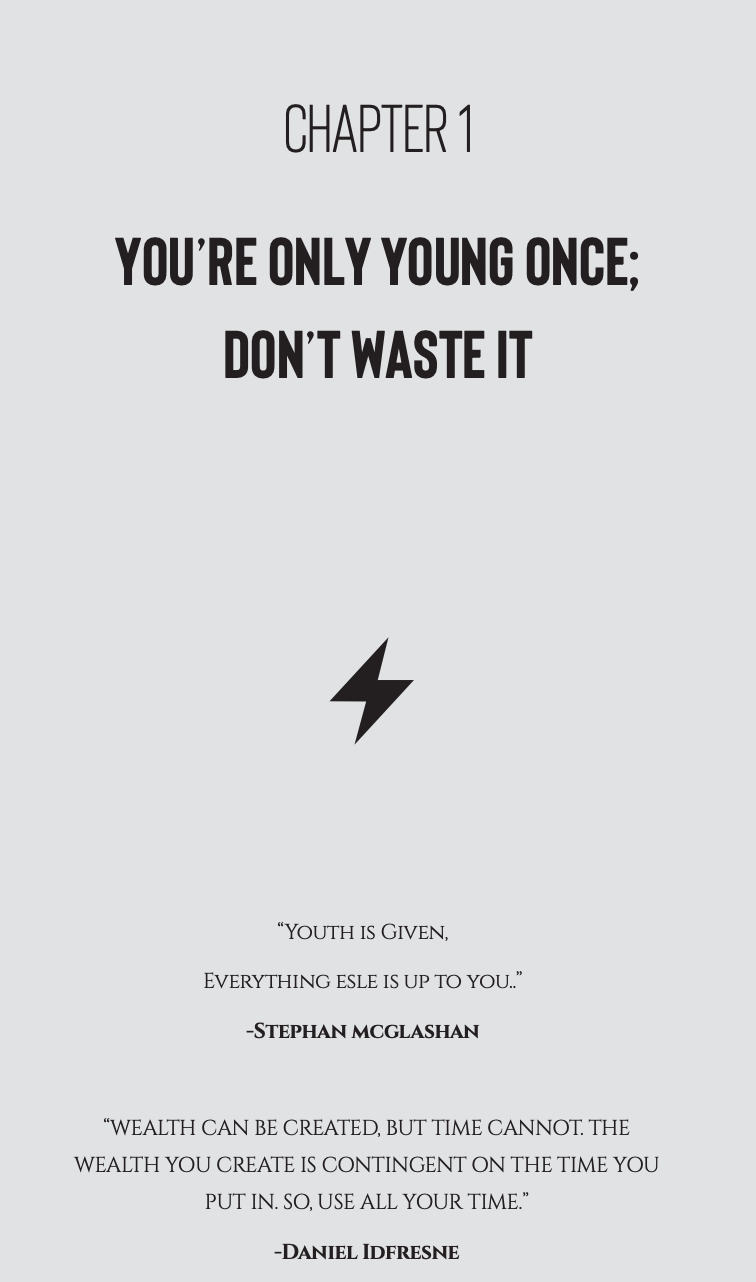 CHAPTER 1
YOU’RE ONLY YOUNG ONCE;
DON’T WASTE IT
“Youth is Given,
Everything esle is up to you..”
-Stephan mcglashan
“WEALTH CAN BE CREATED, BUT TIME CANNOT. THE
WEALTH YOU CREATE IS CONTINGENT ON THE TIME YOU
PUT IN. SO, USE ALL YOUR TIME.”
-Daniel Idfresne